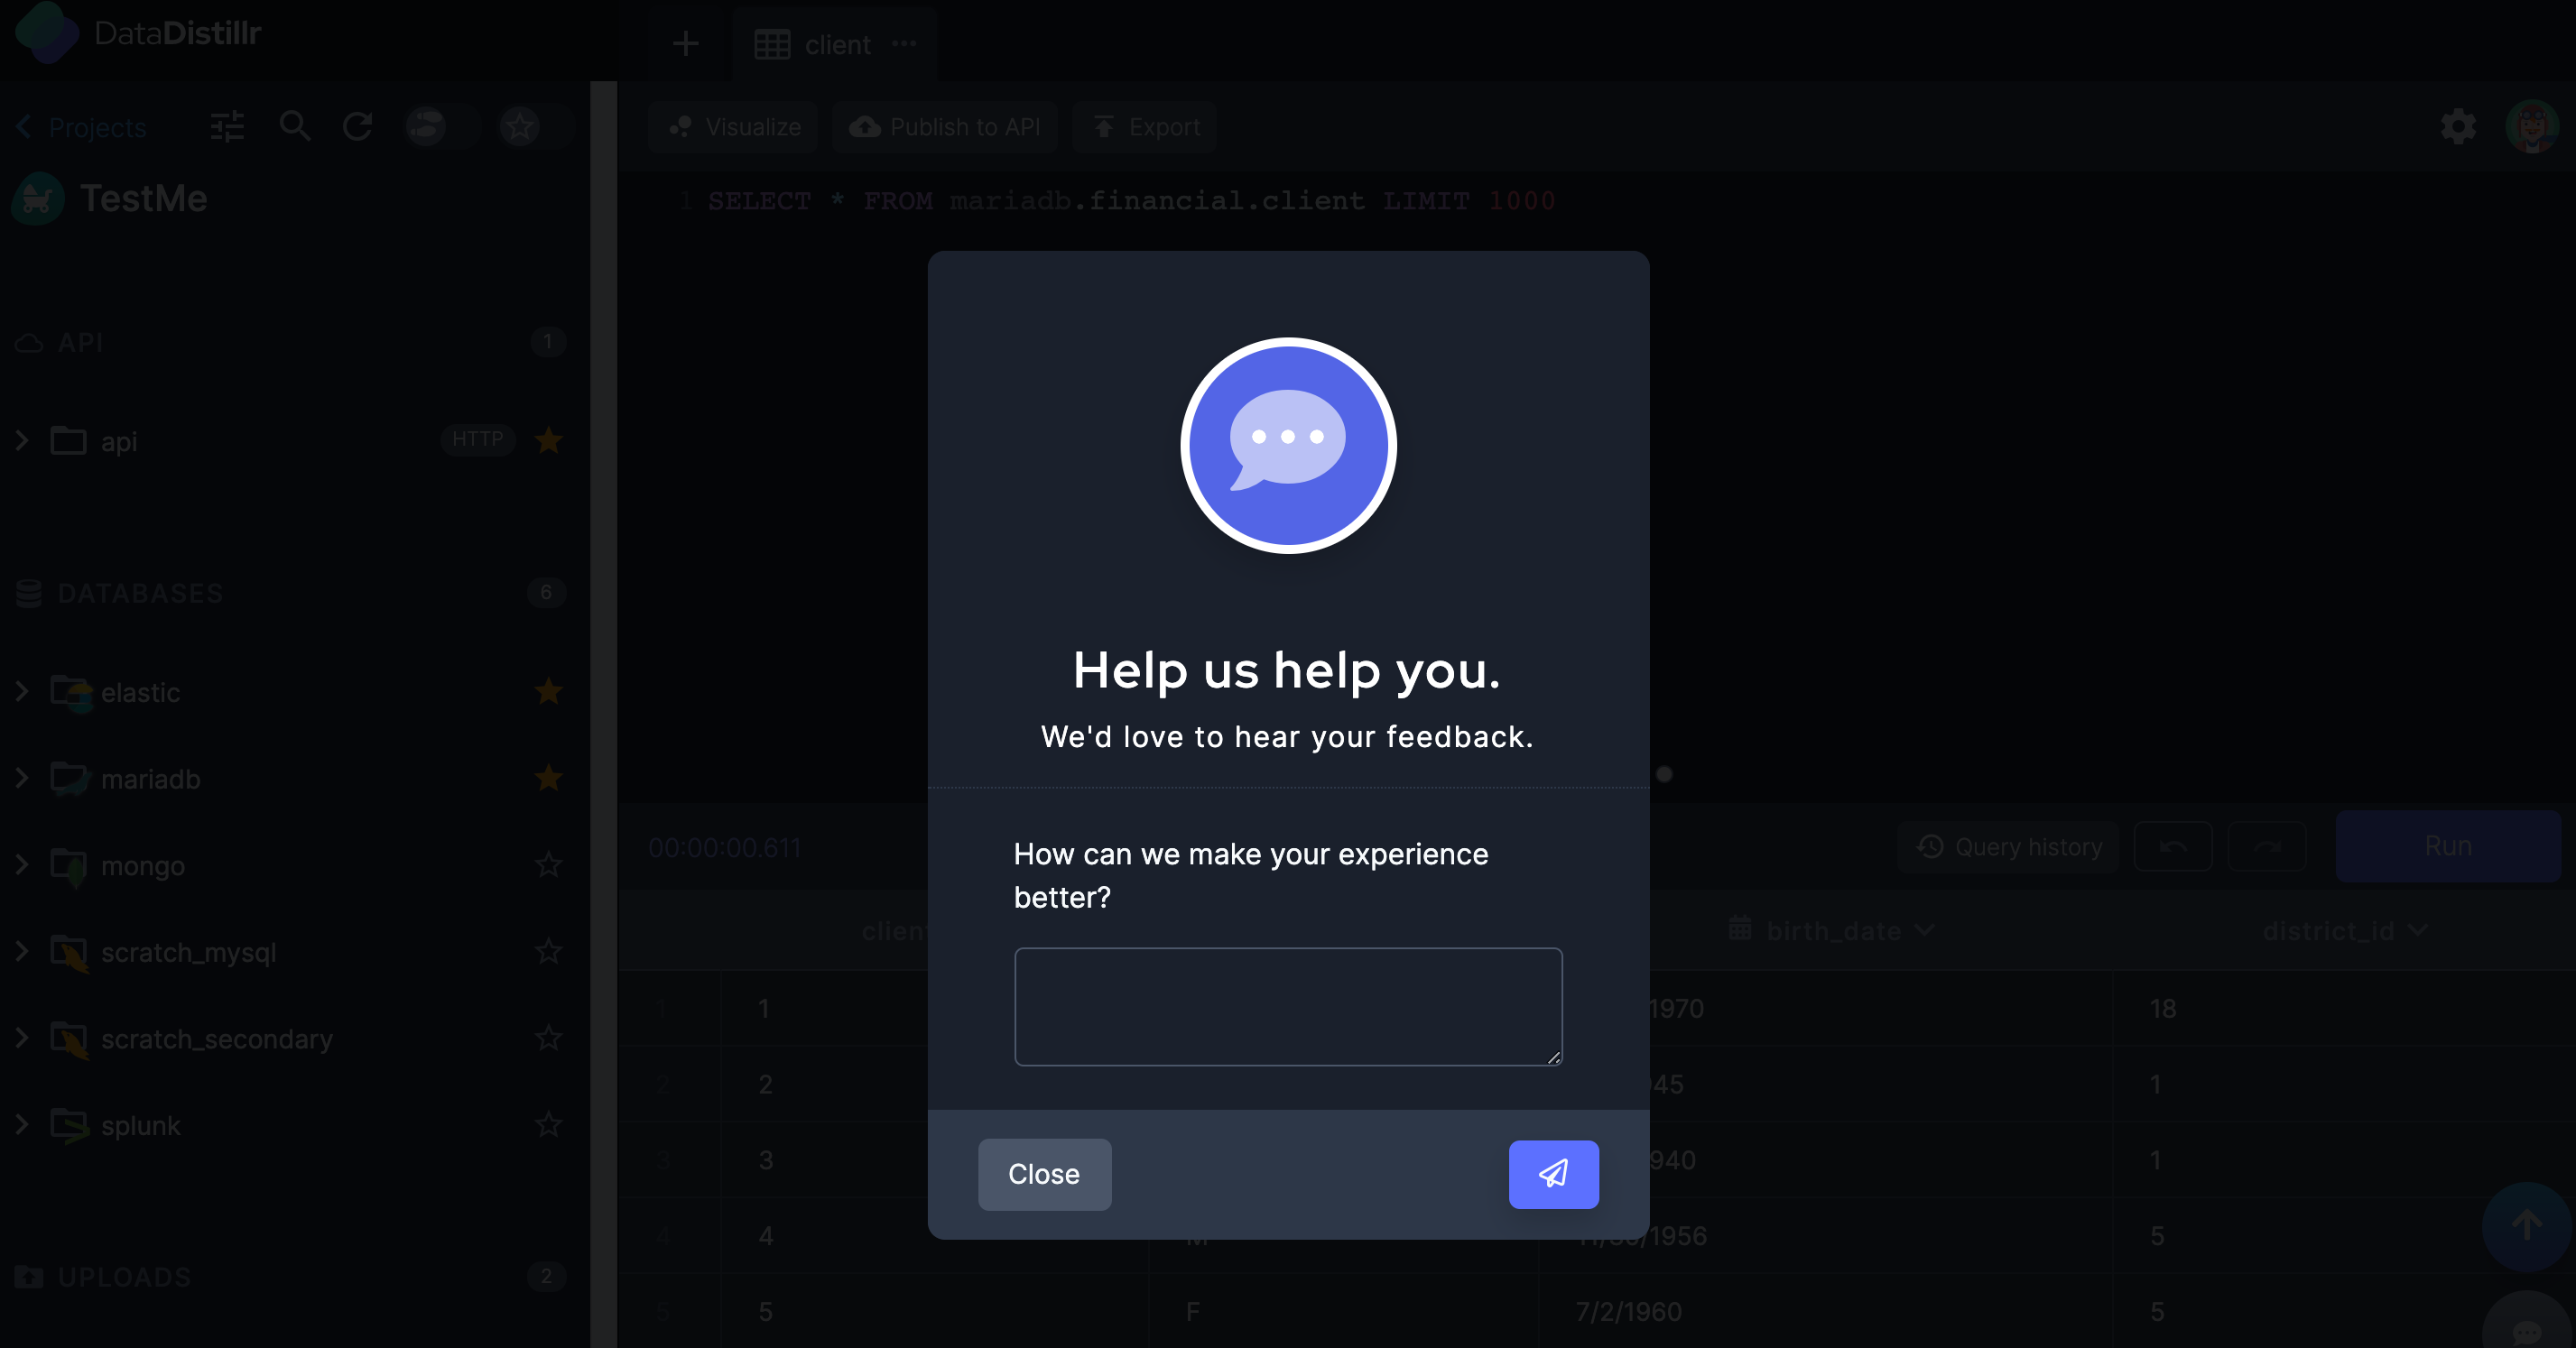 DataDistillr
client
Projects
Visualize
Publish to API
Export
TestMe
1 SELECT * FROM mariadb.financial.client LIMIT 1000
API 1
api HTTP
DATABASES 6
elastic
mariadb
mongo
scratch_mysql
scratch_secondary
splunk
UPLOADS 2
Help us help you.
We'd love to hear your feedback.
How can we make your experience
better?
Close
00:00:00.611
Query history
Run
client birth_date district_id
1 1 1970 18
2 2 45 1
3 3 940 1
4 4 M /1956 5
5 5 F 7/2/1960 5